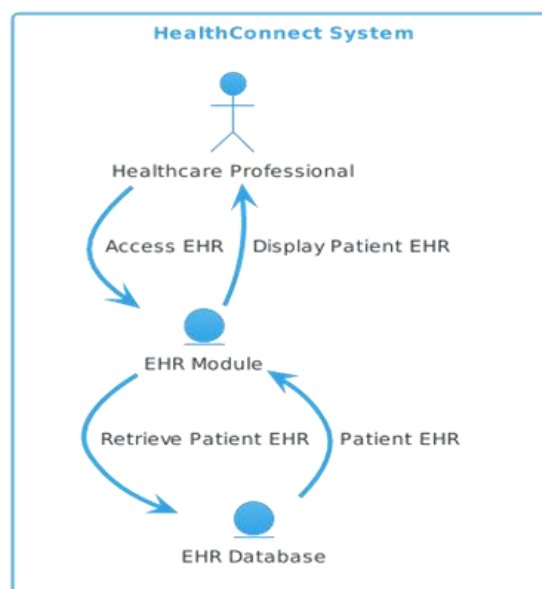 HealthConnect System
Healthcare Professional
Access EHR
Display Patient EHR
EHR Module
Retrieve Patient EHR
Patient EHR
EHR Database